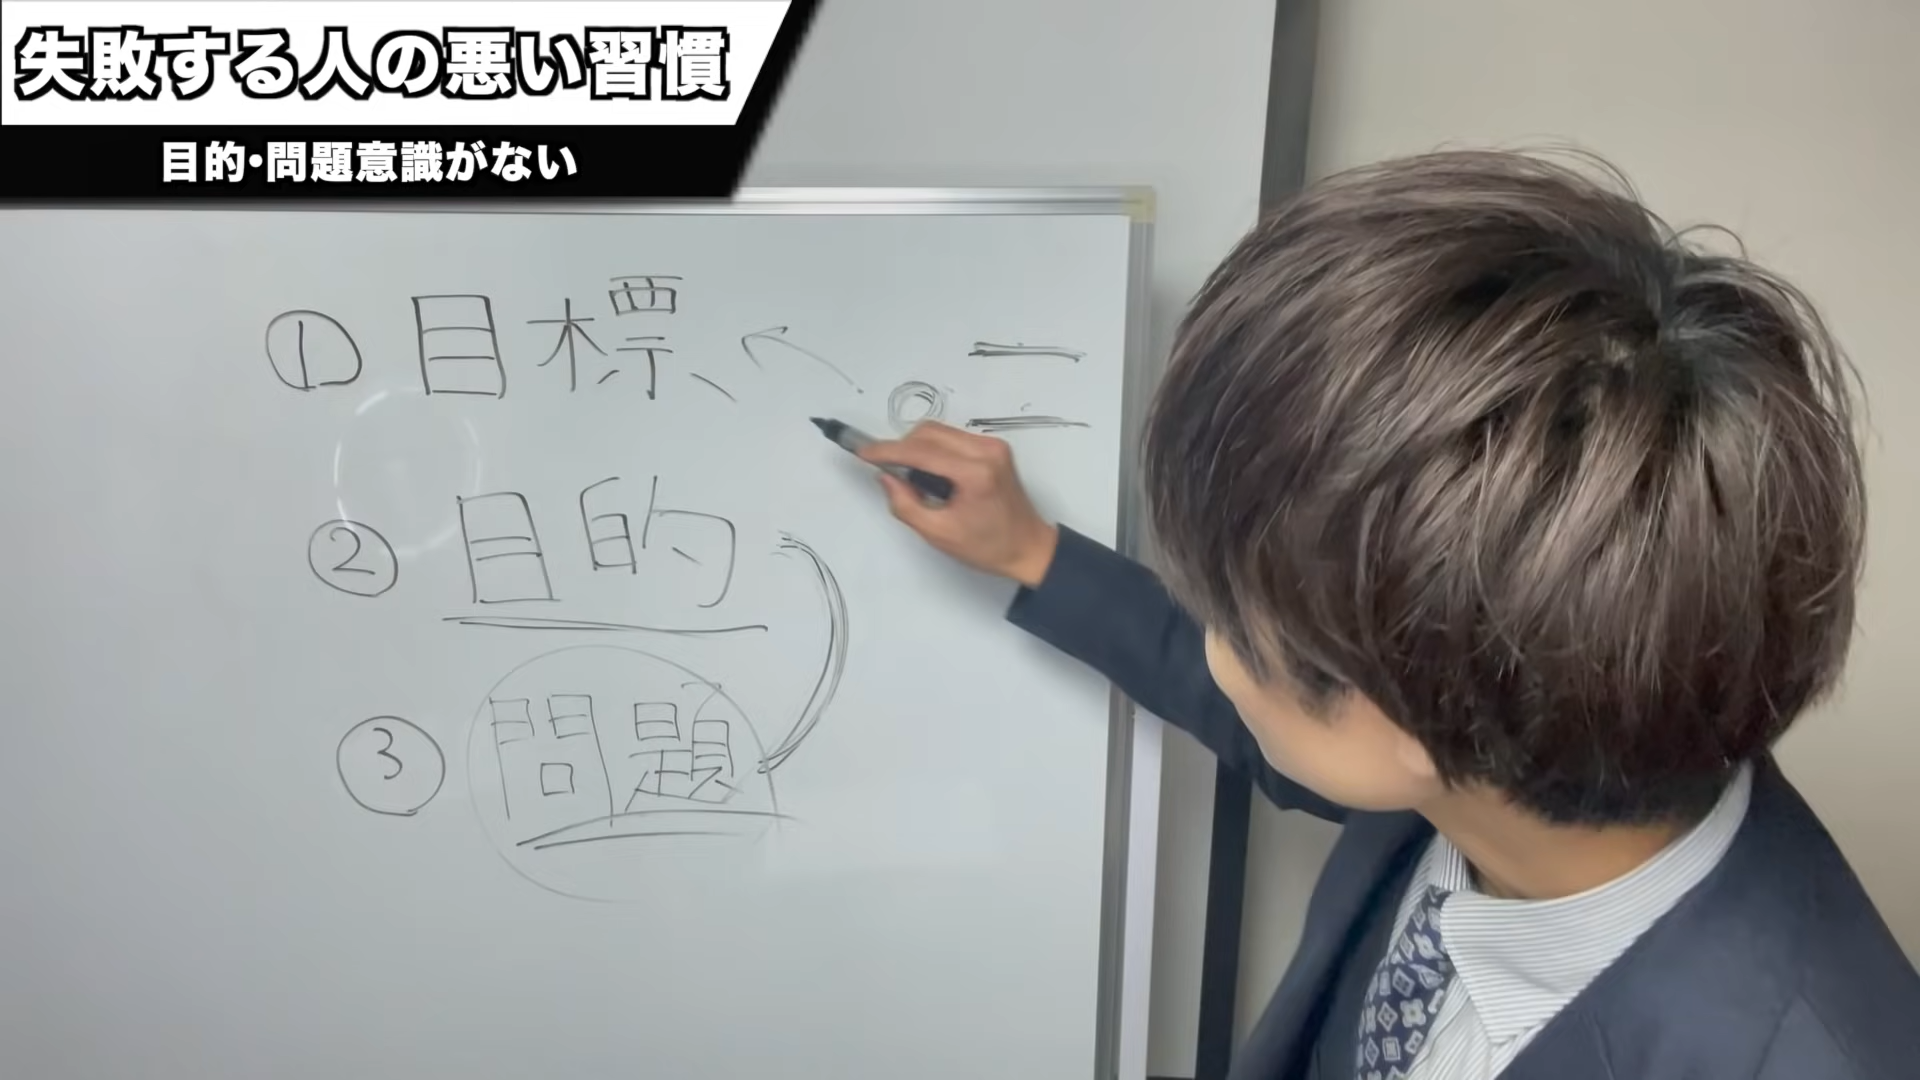 失敗する人の悪い習慣
目的・問題意識がない
① 目標
② 目的
③ 問題